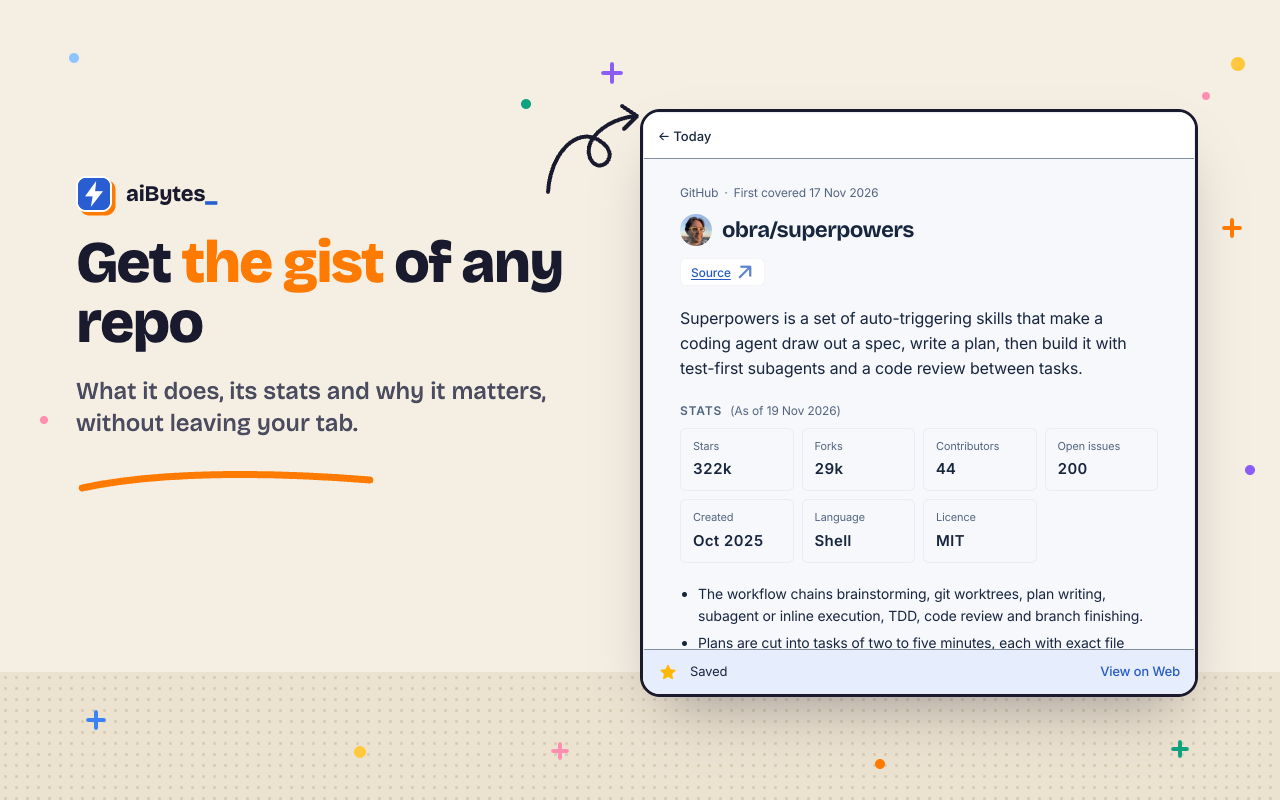 aiBytes_
Get the gist of any
repo
What it does, its stats and why it matters,
without leaving your tab.
← Today
GitHub · First covered 17 Nov 2026
obra/superpowers
Source
Superpowers is a set of auto-triggering skills that make a
coding agent draw out a spec, write a plan, then build it with
test-first subagents and a code review between tasks.
STATS (As of 19 Nov 2026)
Stars Forks Contributors Open issues
322k 29k 44 200
Created Language Licence
Oct 2025 Shell MIT
• The workflow chains brainstorming, git worktrees, plan writing,
subagent or inline execution, TDD, code review and branch finishing.
• Plans are cut into tasks of two to five minutes, each with exact file
Saved View on Web